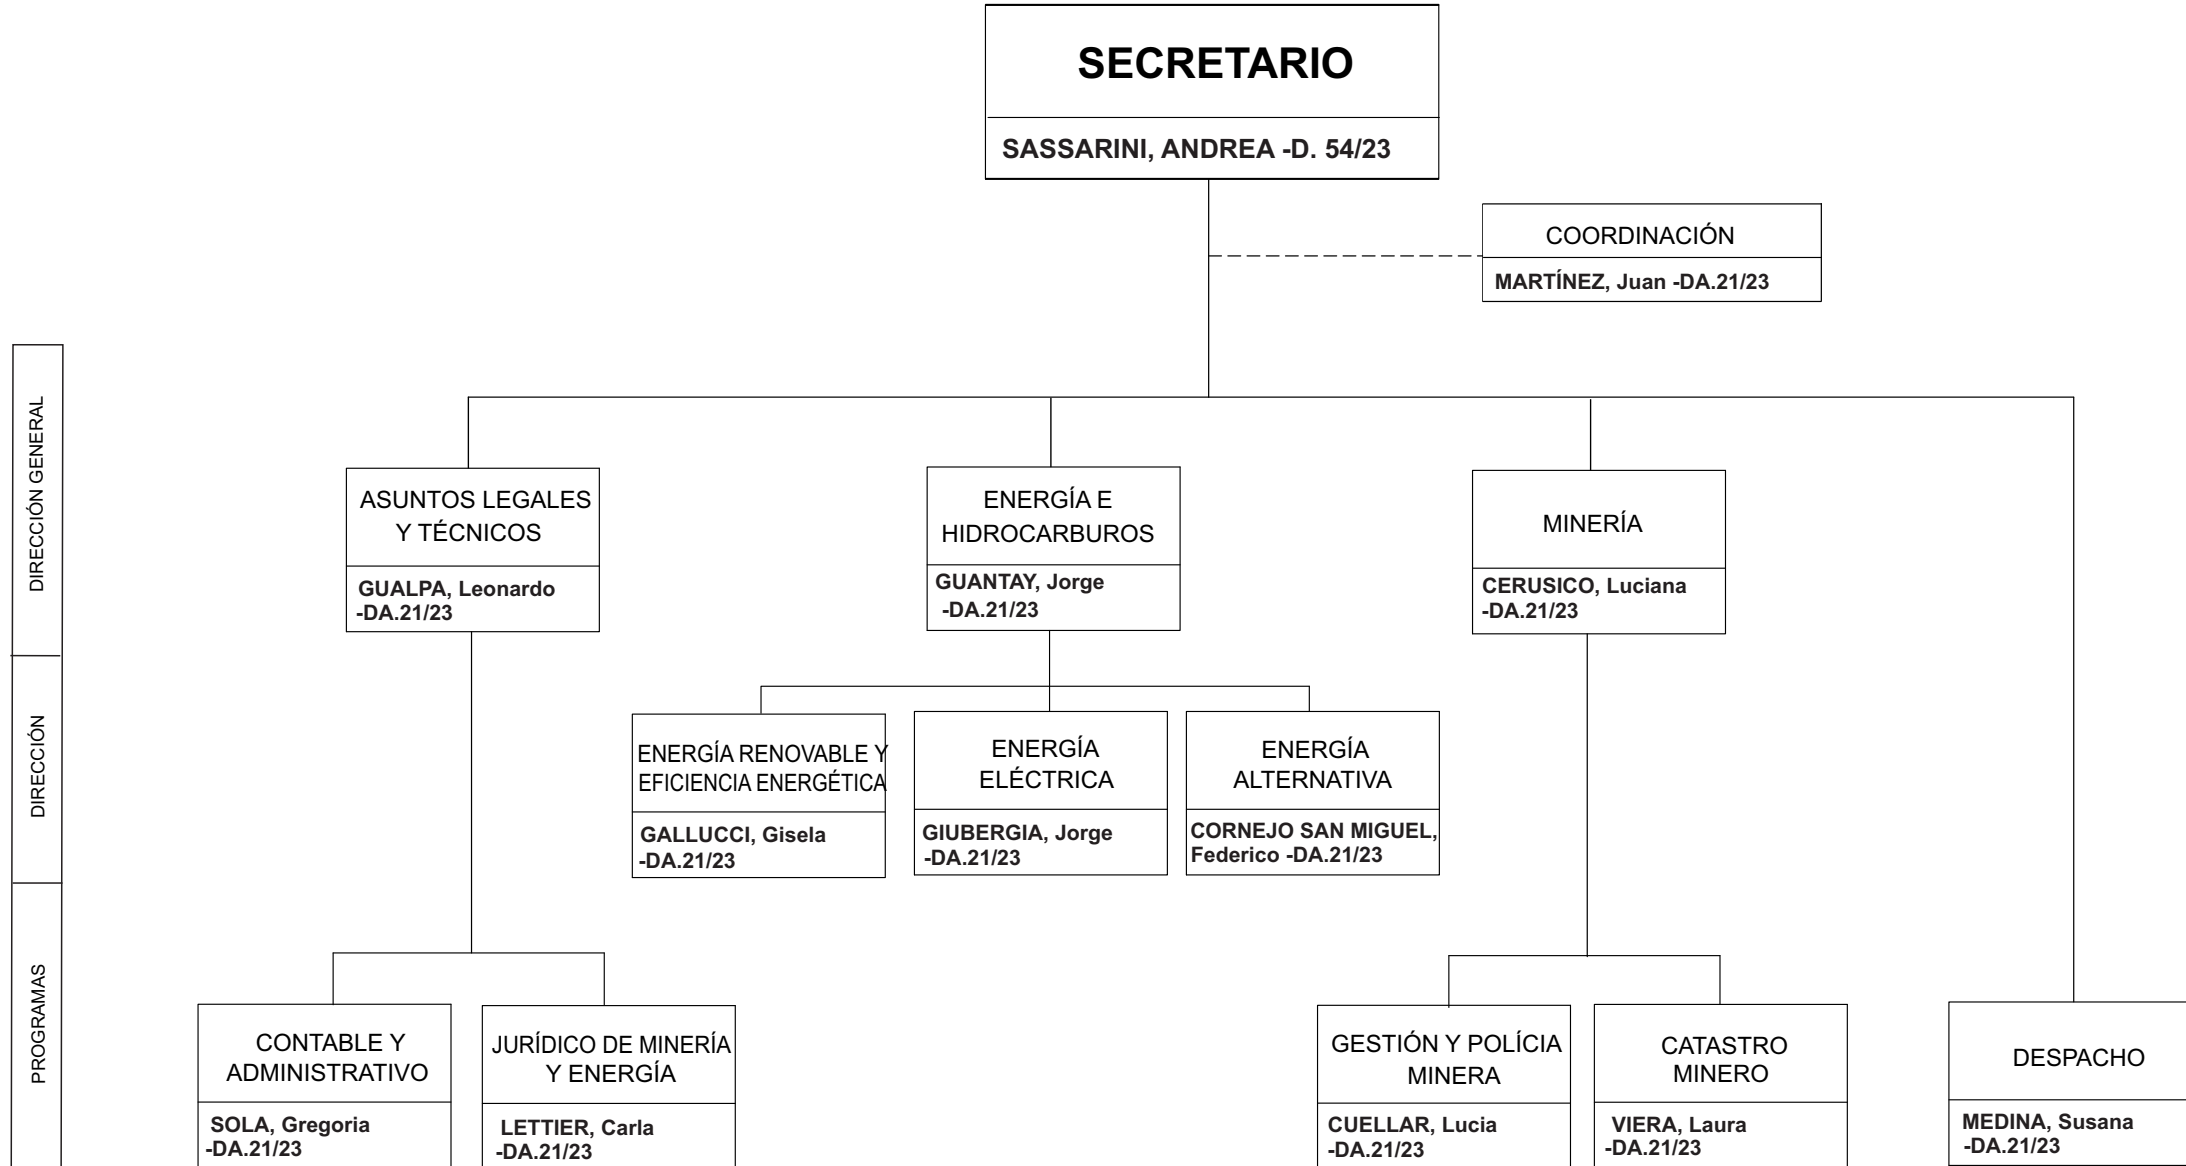 SECRETARIO
SASSARINI, ANDREA -D. 54/23
COORDINACIÓN
MARTÍNEZ, Juan -DA.21/23
DIRECCIÓN GENERAL
ASUNTOS LEGALES
Y TÉCNICOS
GUALPA, Leonardo
-DA.21/23
ENERGÍA E
HIDROCARBUROS
GUANTAY, Jorge
-DA.21/23
MINERÍA
CERUSICO, Luciana
-DA.21/23
DIRECCIÓN
ENERGÍA RENOVABLE Y
EFICIENCIA ENERGÉTICA
GALLUCCI, Gisela
-DA.21/23
ENERGÍA
ELÉCTRICA
GIUBERGIA, Jorge
-DA.21/23
ENERGÍA
ALTERNATIVA
CORNEJO SAN MIGUEL,
Federico -DA.21/23
PROGRAMAS
CONTABLE Y
ADMINISTRATIVO
SOLA, Gregoria
-DA.21/23
JURÍDICO DE MINERÍA
Y ENERGÍA
LETTIER, Carla
-DA.21/23
GESTIÓN Y POLÍCIA
MINERA
CUELLAR, Lucia
-DA.21/23
CATASTRO
MINERO
VIERA, Laura
-DA.21/23
DESPACHO
MEDINA, Susana
-DA.21/23